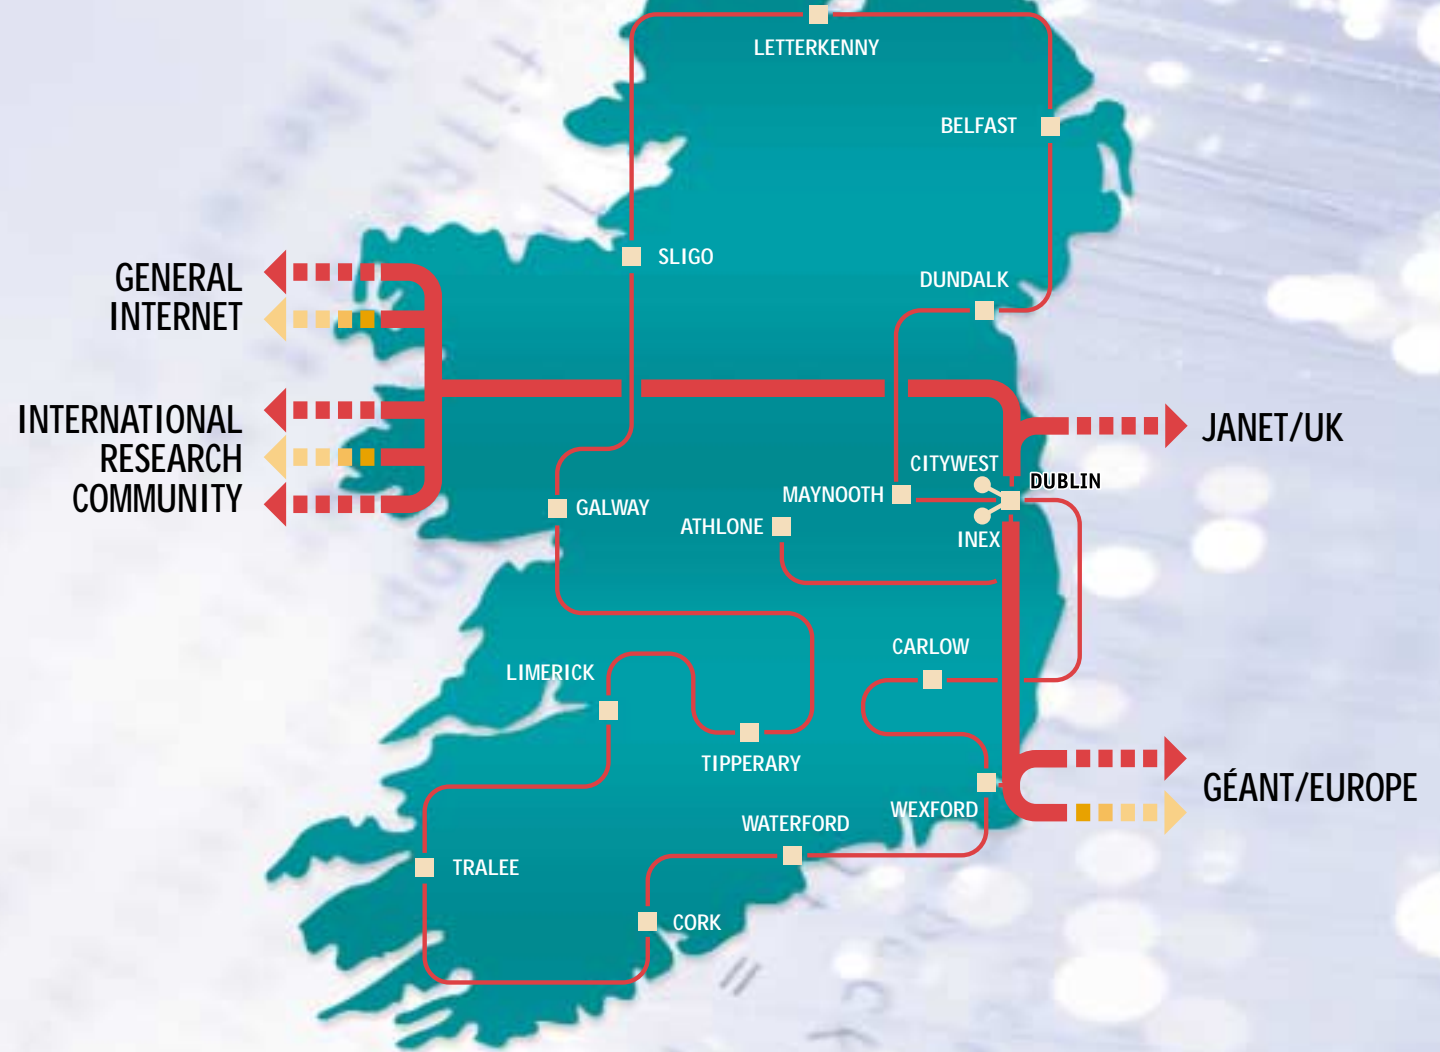 LETTERKENNY
BELFAST
SLIGO
DUNDALK
GENERAL
INTERNET
INTERNATIONAL
RESEARCH
COMMUNITY
JANET/UK
CITYWEST
DUBLIN
MAYNOOTH
GALWAY
ATHLONE
INEX
CARLOW
LIMERICK
TIPPERARY
GÉANT/EUROPE
WEXFORD
WATERFORD
TRALEE
CORK